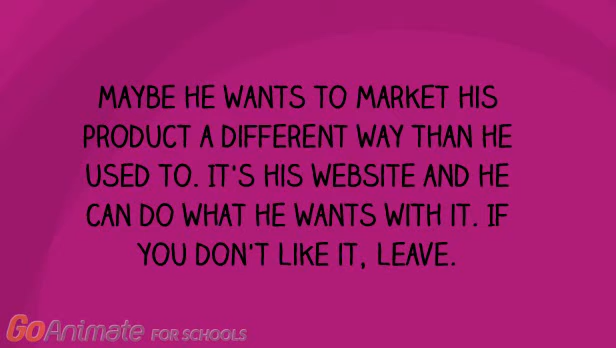 MAYBE HE WANTS TO MARKET HIS
PRODUCT A DIFFERENT WAY THAN HE
USED TO. IT'S HIS WEBSITE AND HE
CAN DO WHAT HE WANTS WITH IT. IF
YOU DON'T LIKE IT, LEAVE.
GoAnimate FOR SCHOOLS